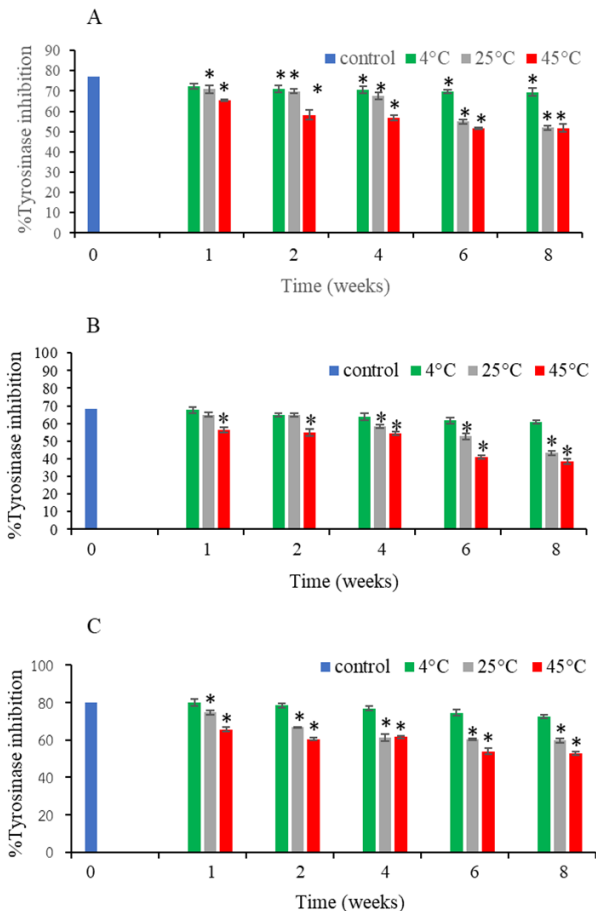 A
control 4°C 25°C 45°C
%Tyrosinase inhibition
90
80
70
60
50
40
30
20
10
0
* * ** * * * * * * * * **
0 1 2 4 6 8
Time (weeks)
B
control 4°C 25°C 45°C
%Tyrosinase inhibition
100
90
80
70
60
50
40
30
20
10
0
* * * * * * * *
0 1 2 4 6 8
Time (weeks)
C
control 4°C 25°C 45°C
%Tyrosinase inhibition
100
80
60
40
20
0
* * * * * * * * * *
0 1 2 4 6 8
Time (weeks)